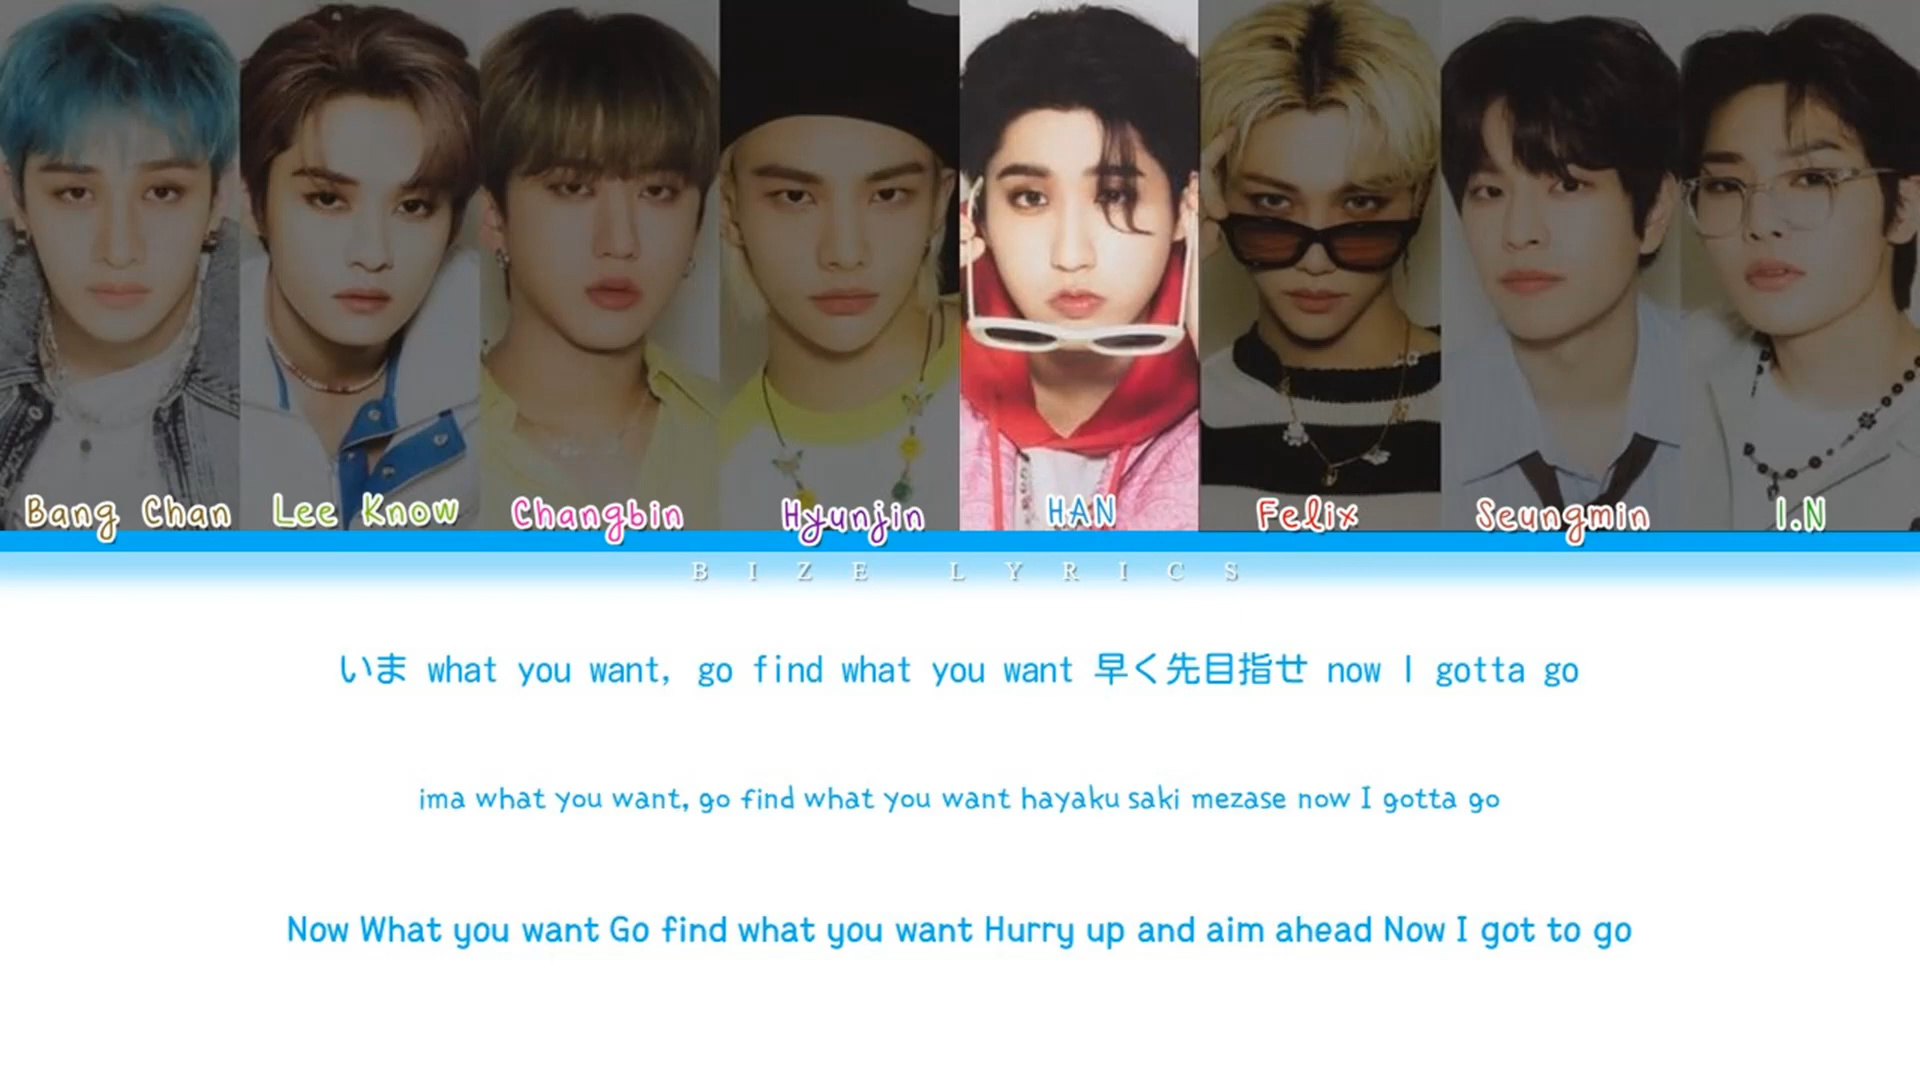 Bang Chan Lee Know Changbin Hyunjin HAN Felix Seungmin I.N
BIZE LYRICS
いま what you want, go find what you want 早く先目指せ now I gotta go
ima what you want, go find what you want hayaku saki mezase now I gotta go
Now What you want Go find what you want Hurry up and aim ahead Now I got to go